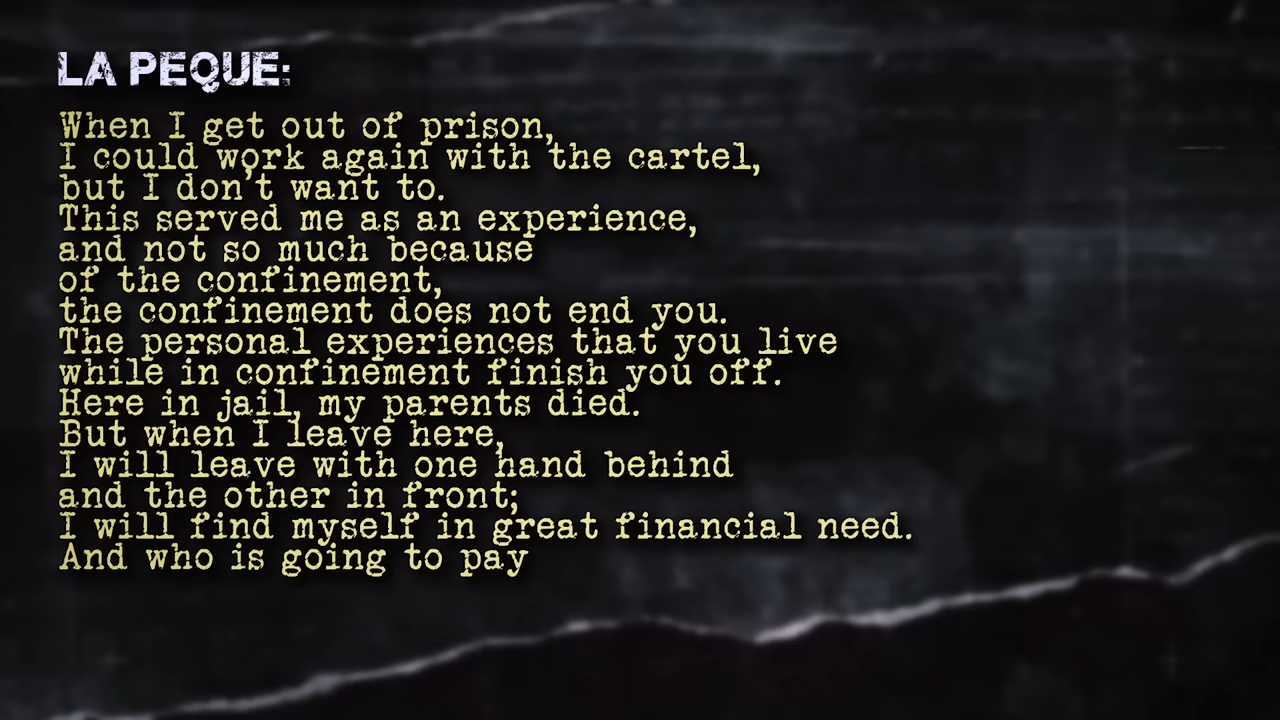 LA PEQUE:
When I get out of prison,
I could work again with the cartel,
but I don't want to.
This served me as an experience,
and not so much because
of the confinement,
the confinement does not end you.
The personal experiences that you live
while in confinement finish you off.
Here in jail, my parents died.
But when I leave here,
I will leave with one hand behind
and the other in front;
I will find myself in great financial need.
And who is going to pay